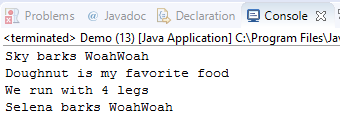 Problems @ Javadoc Declaration Console
<terminated> Demo (13) [Java Application] C:\Program Files\Jav
Sky barks WoahWoah
Doughnut is my favorite food
We run with 4 legs
Selena barks WoahWoah